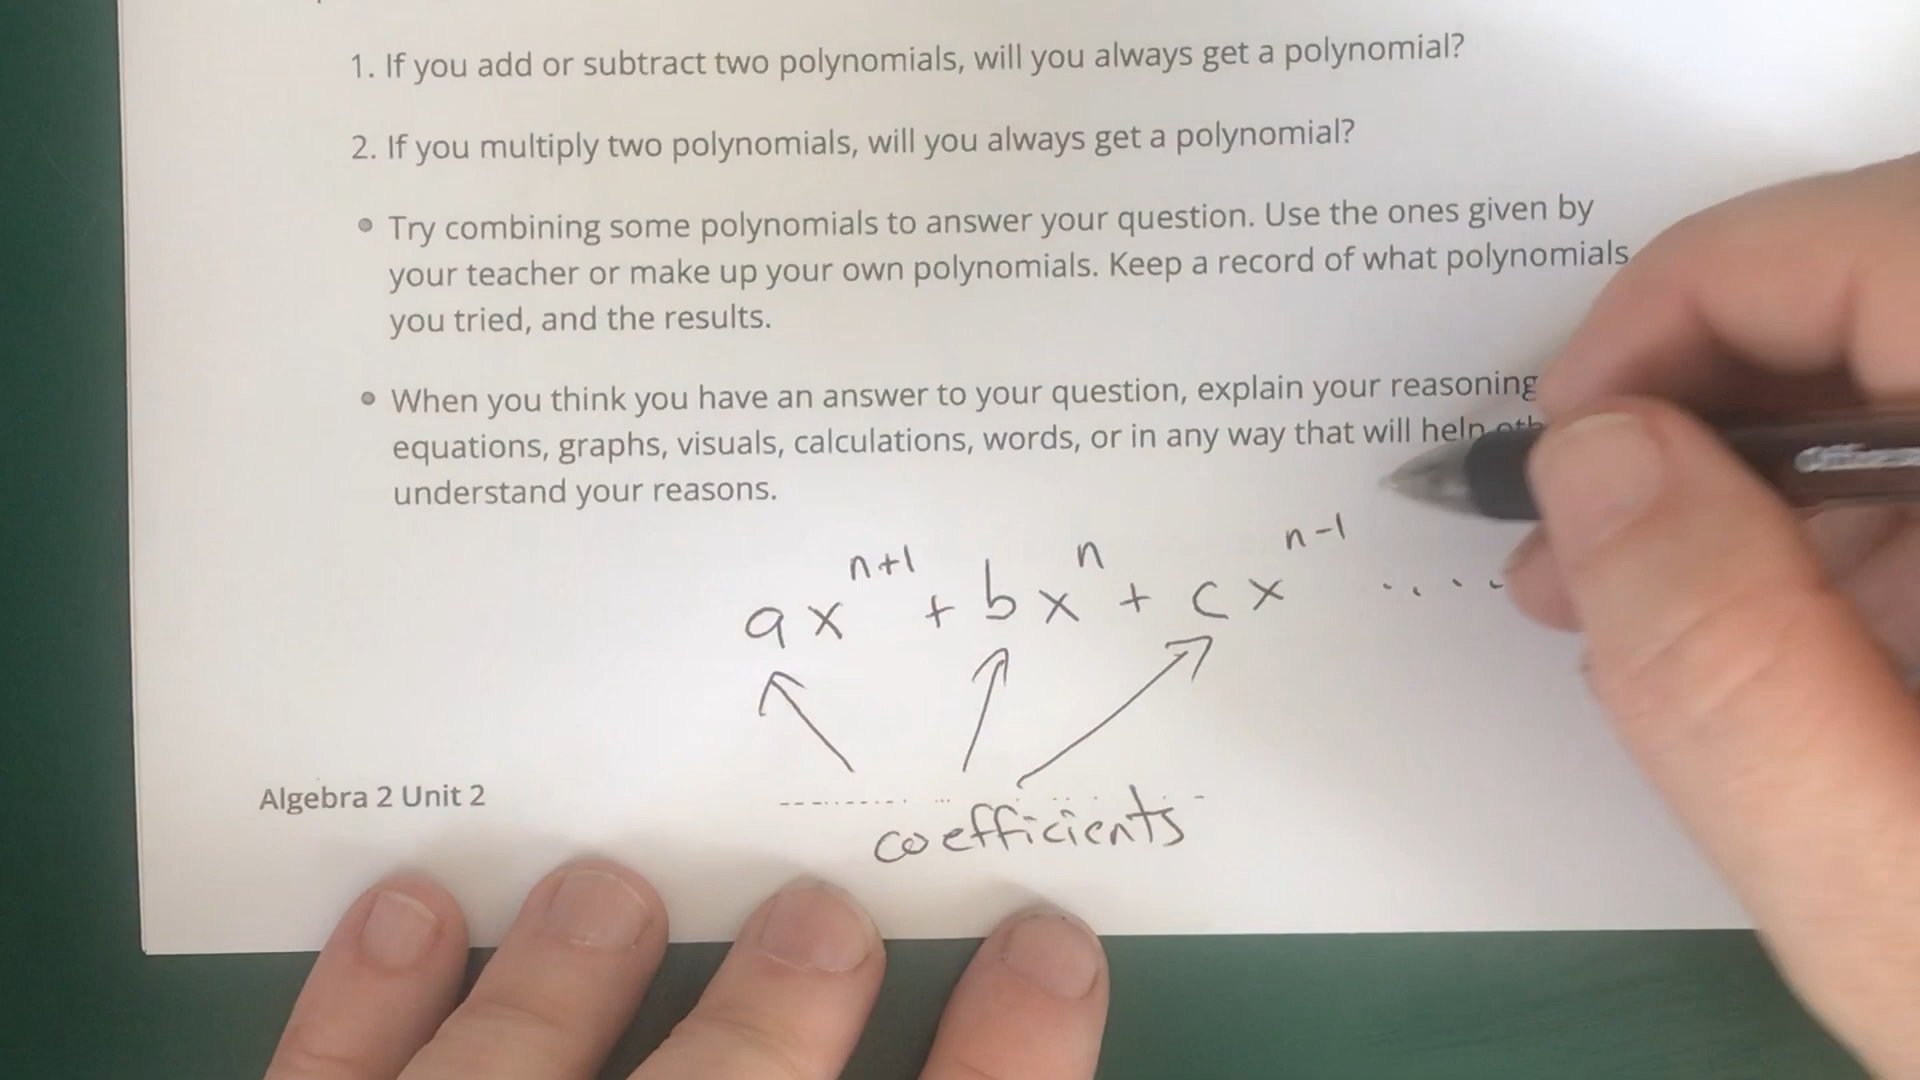 1. If you add or subtract two polynomials, will you always get a polynomial?
2. If you multiply two polynomials, will you always get a polynomial?
• Try combining some polynomials to answer your question. Use the ones given by
your teacher or make up your own polynomials. Keep a record of what polynomials
you tried, and the results.
• When you think you have an answer to your question, explain your reasoning
equations, graphs, visuals, calculations, words, or in any way that will help
understand your reasons.
ax^{n+1} + bx^n + cx^{n-1} ....
Algebra 2 Unit 2
coefficients